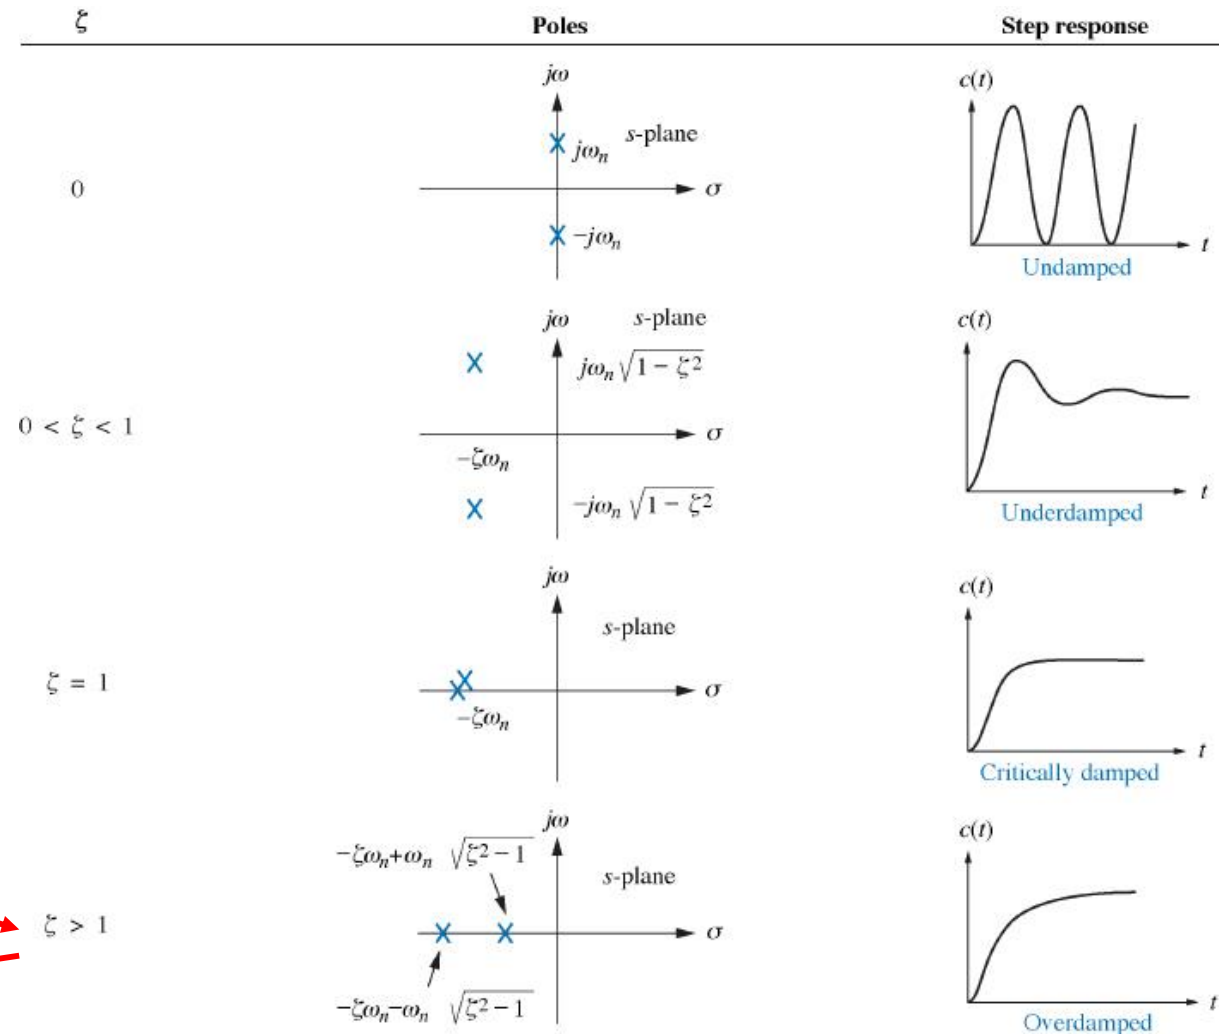 ζ Poles Step response
0
jω
s-plane
jωₙ
σ
−jωₙ
c(t)
t
Undamped
0 < ζ < 1
jω s-plane
jωₙ √1 − ζ²
σ
−ζωₙ
−jωₙ √1 − ζ²
c(t)
t
Underdamped
ζ = 1
jω
s-plane
σ
−ζωₙ
c(t)
t
Critically damped
ζ > 1
jω
−ζωₙ+ωₙ √ζ² − 1
s-plane
σ
−ζωₙ−ωₙ √ζ² − 1
c(t)
t
Overdamped